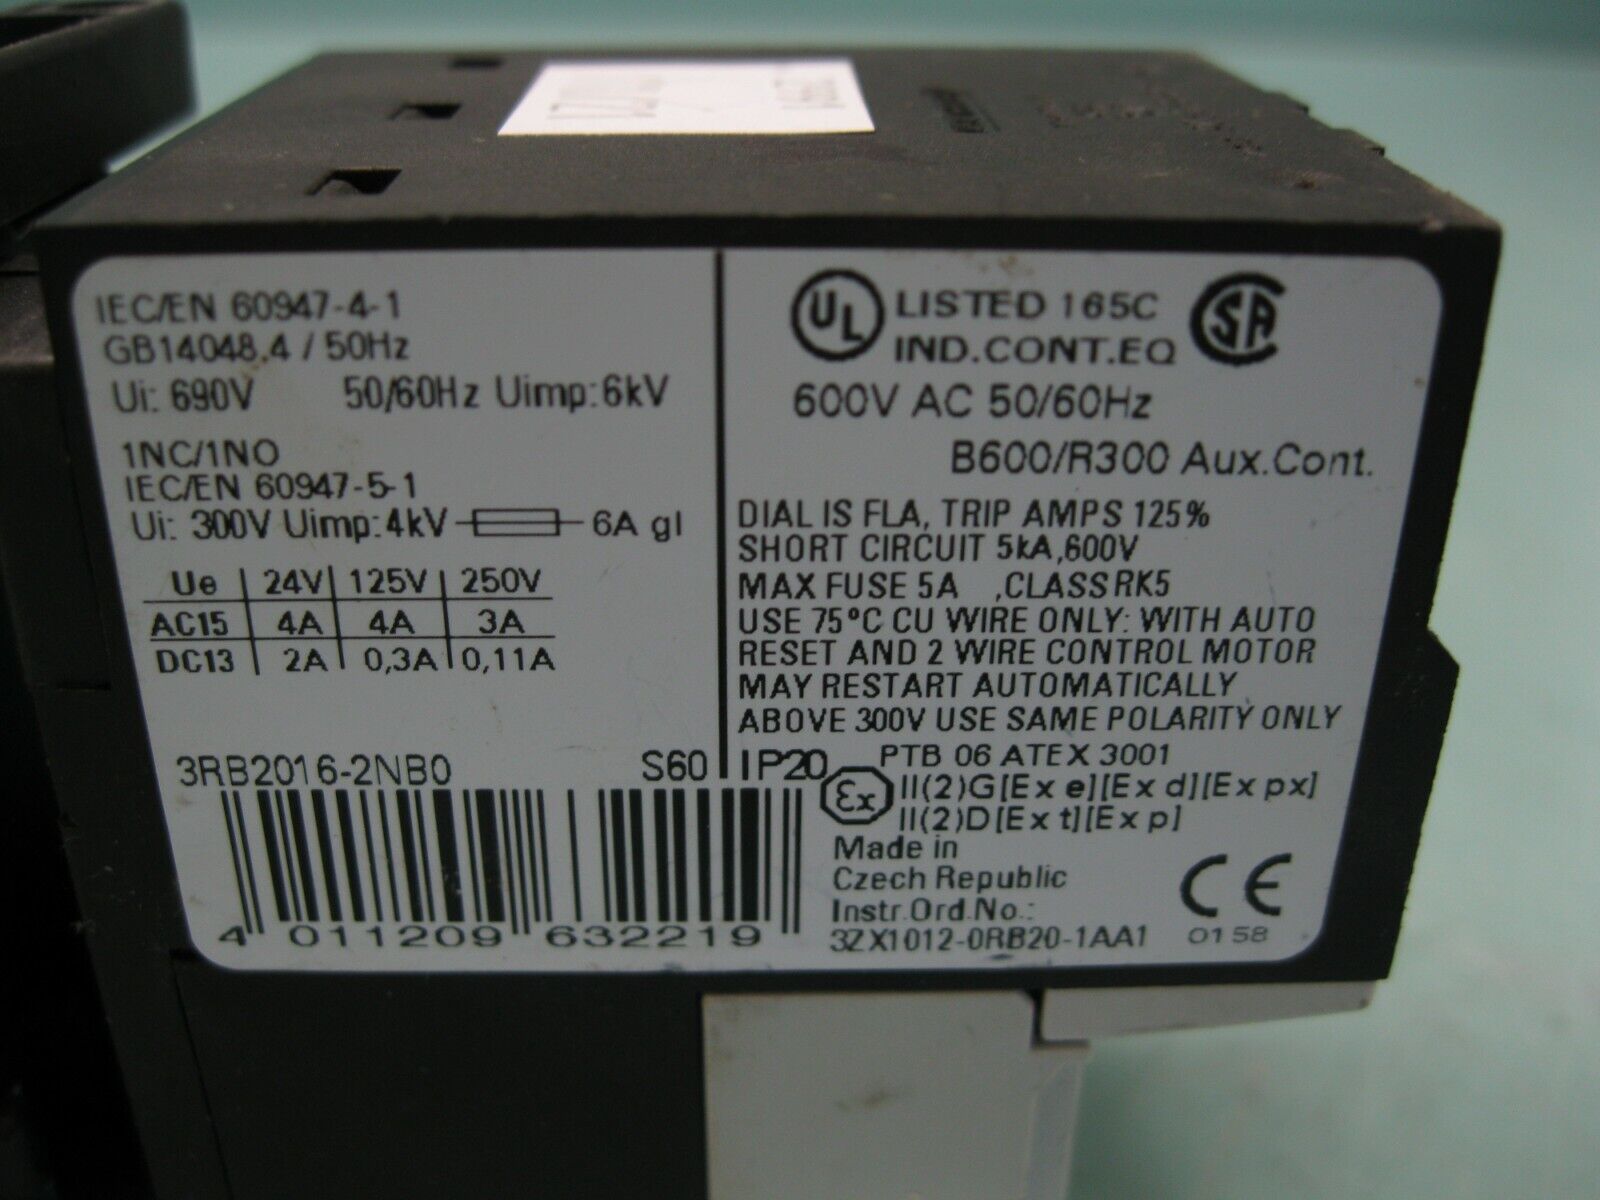 IEC/EN 60947-4-1
GB14048.4 / 50Hz
Ui: 690V 50/60Hz Uimp:6kV
1NC/1NO
IEC/EN 60947-5-1
Ui: 300V Uimp:4kV 6A gl
Ue 24V 125V 250V
AC15 4A 4A 3A
DC13 2A 0,3A 0,11A
3RB2016-2NB0 S60
4 011209 632219
UL LISTED 165C SA
IND.CONT.EQ
600V AC 50/60Hz
B600/R300 Aux.Cont.
DIAL IS FLA, TRIP AMPS 125%
SHORT CIRCUIT 5kA,600V
MAX FUSE 5A ,CLASS RK5
USE 75°C CU WIRE ONLY: WITH AUTO
RESET AND 2 WIRE CONTROL MOTOR
MAY RESTART AUTOMATICALLY
ABOVE 300V USE SAME POLARITY ONLY
IP20 PTB 06 ATEX 3001
Ex II(2)G[Ex e][Ex d][Ex px]
II(2)D[Ex t][Ex p]
Made in
Czech Republic
Instr.Ord.No.:
3ZX1012-0RB20-1AA1
CE
0158